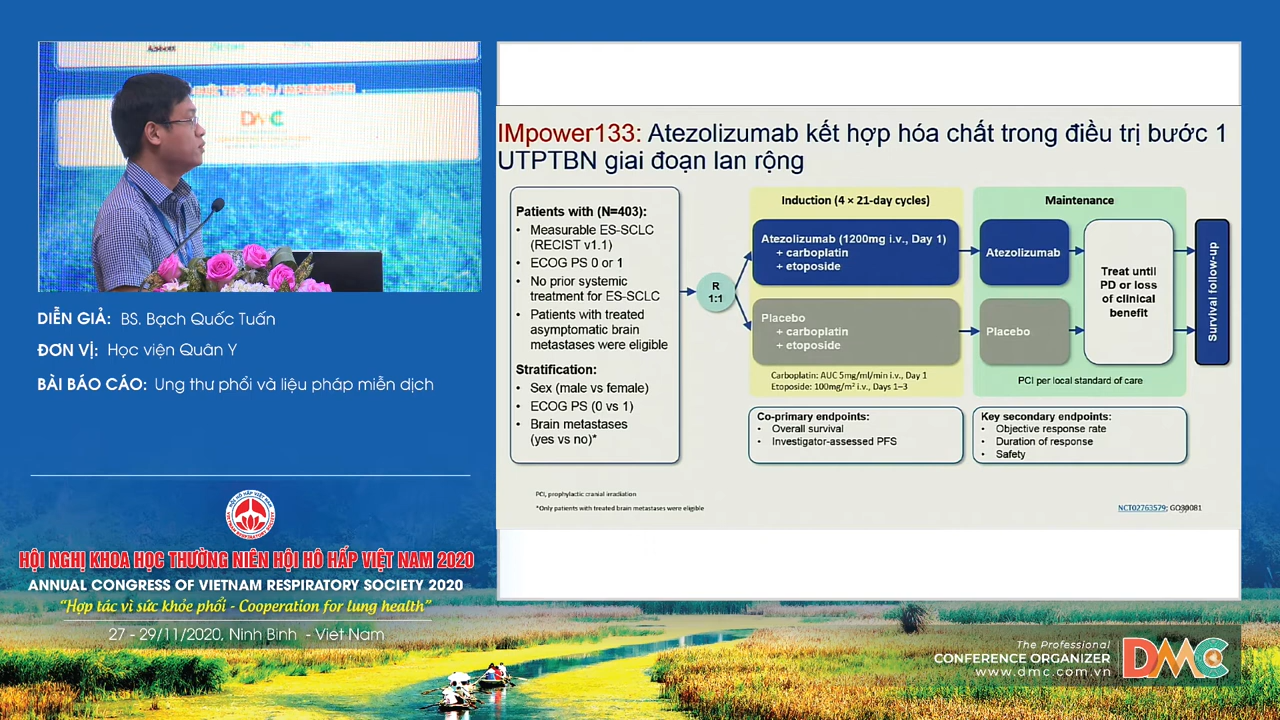 DMC
DIỄN GIẢ: BS. Bạch Quốc Tuấn
ĐƠN VỊ: Học viện Quân Y
BÀI BÁO CÁO: Ung thư phổi và liệu pháp miễn dịch
HỘI HÔ HẤP VIỆT NAM
VIETNAM RESPIRATORY SOCIETY
HỘI NGHỊ KHOA HỌC THƯỜNG NIÊN HỘI HÔ HẤP VIỆT NAM 2020
ANNUAL CONGRESS OF VIETNAM RESPIRATORY SOCIETY 2020
“Hợp tác vì sức khỏe phổi - Cooperation for lung health”
27 - 29/11/2020, Ninh Bình - Việt Nam
IMpower133: Atezolizumab kết hợp hóa chất trong điều trị bước 1
UTPTBN giai đoạn lan rộng
Patients with (N=403):
• Measurable ES-SCLC
(RECIST v1.1)
• ECOG PS 0 or 1
• No prior systemic
treatment for ES-SCLC
• Patients with treated
asymptomatic brain
metastases were eligible
Stratification:
• Sex (male vs female)
• ECOG PS (0 vs 1)
• Brain metastases
(yes vs no)*
R
1:1
Induction (4 × 21-day cycles)
Atezolizumab (1200mg i.v., Day 1)
+ carboplatin
+ etoposide
Placebo
+ carboplatin
+ etoposide
Carboplatin: AUC 5mg/ml/min i.v., Day 1
Etoposide: 100mg/m² i.v., Days 1–3
Maintenance
Atezolizumab
Placebo
Treat until
PD or loss
of clinical
benefit
PCI per local standard of care
Survival follow-up
Co-primary endpoints:
• Overall survival
• Investigator-assessed PFS
Key secondary endpoints:
• Objective response rate
• Duration of response
• Safety
PCI, prophylactic cranial irradiation
*Only patients with treated brain metastases were eligible
NCT02763579; GO30081
The Professional
CONFERENCE ORGANIZER
www.dmc.com.vn
DMC